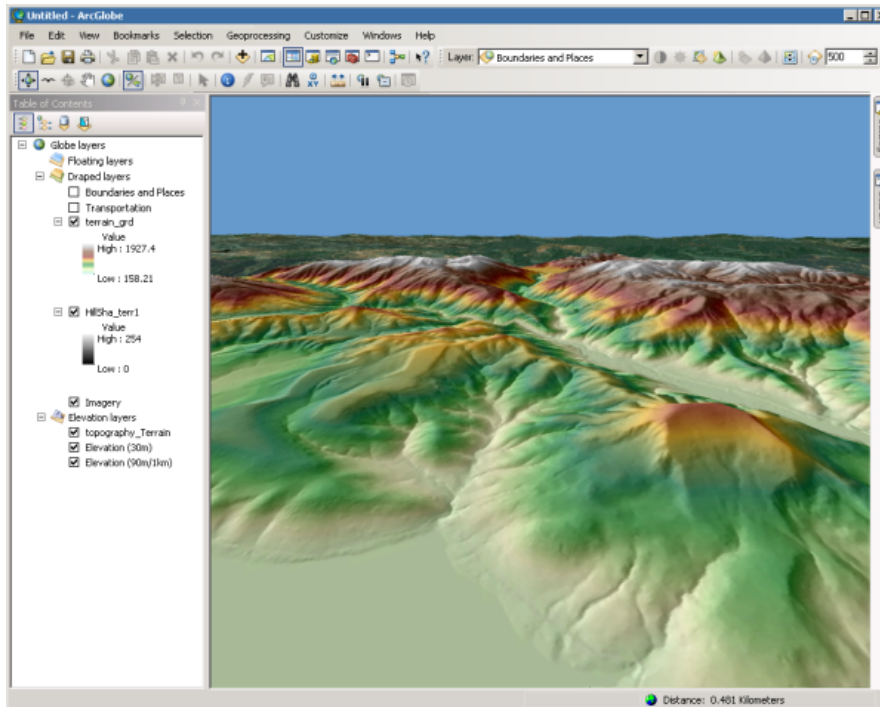 Untitled - ArcGlobe
File Edit View Bookmarks Selection Geoprocessing Customize Windows Help
Layer: Boundaries and Places 500
Table of Contents
Globe layers
Floating layers
Draped layers
Boundaries and Places
Transportation
terrain_grd
Value
High : 1927.4
Low : 158.21
HillSha_terr1
Value
High : 254
Low : 0
Imagery
Elevation layers
topography_Terrain
Elevation (30m)
Elevation (90m/1km)
Distance: 0.481 Kilometers